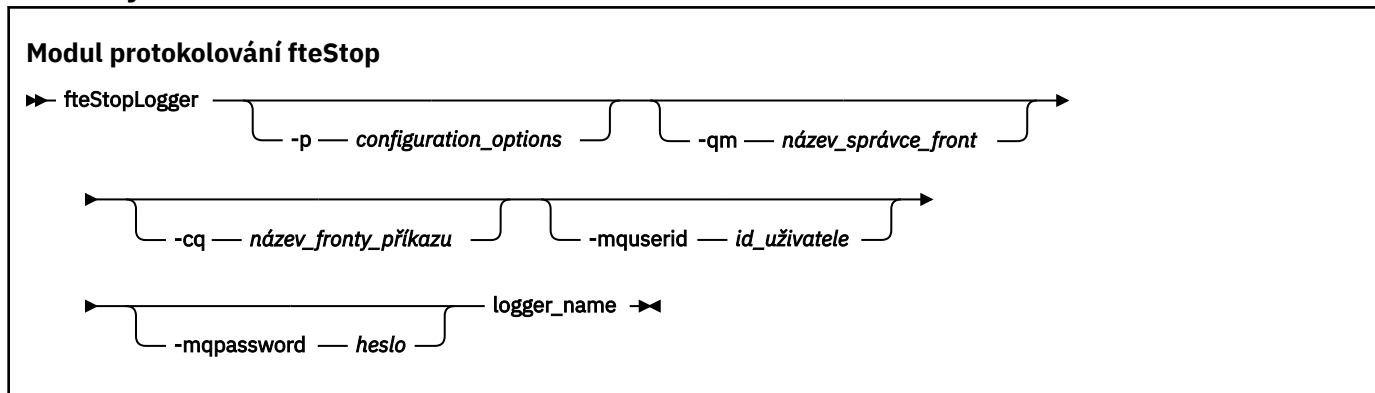 Modul protokolování fteStop
fteStopLogger
-p configuration_options -qm název_správce_front
-cq název_fronty_příkazu -mquserid id_uživatele
logger_name
-mqpassword heslo